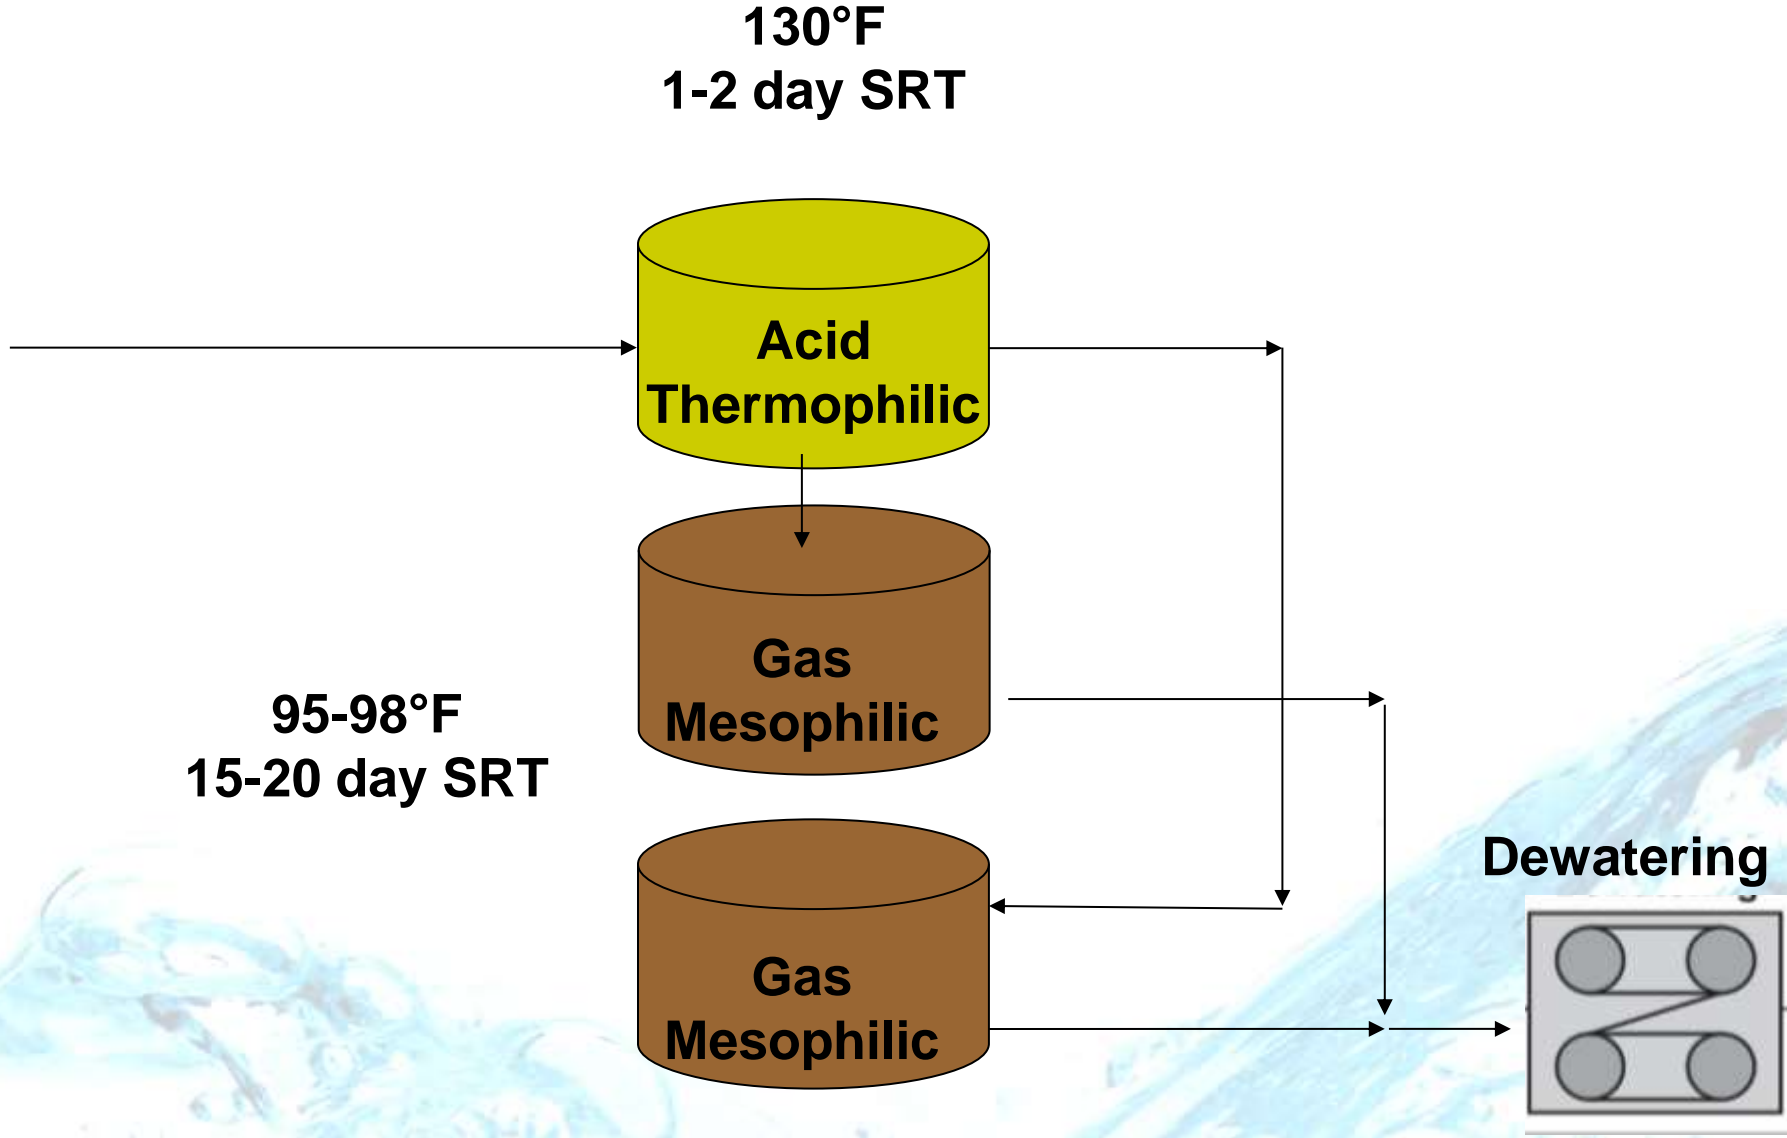 130°F
1-2 day SRT
Acid
Thermophilic
Gas
Mesophilic
95-98°F
15-20 day SRT
Dewatering
Gas
Mesophilic